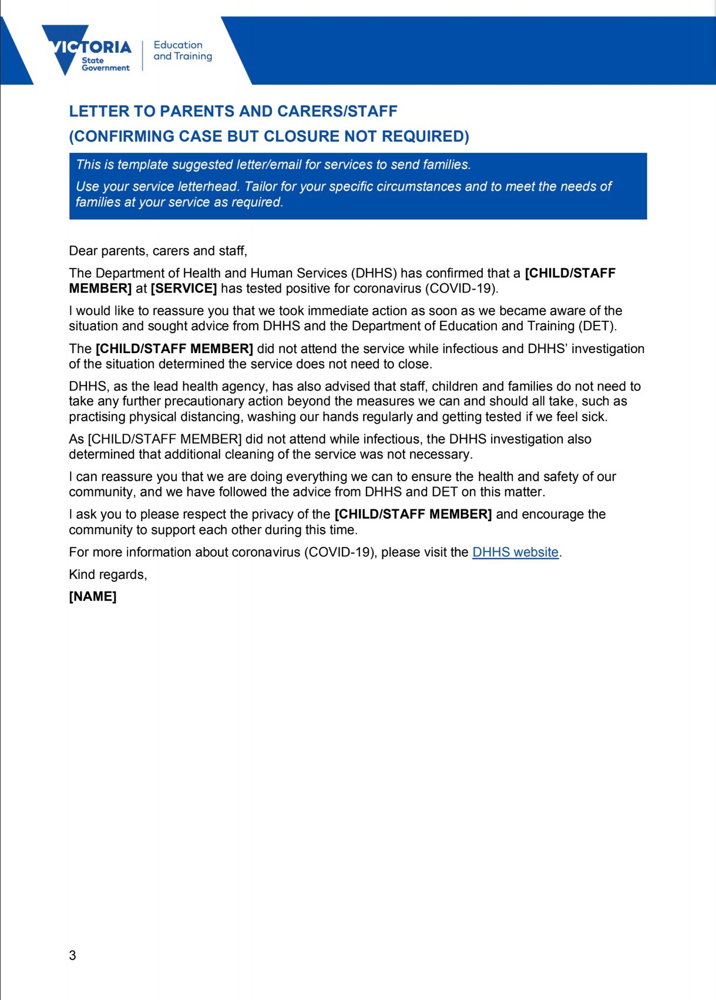 VICTORIA
State
Government
Education
and Training
LETTER TO PARENTS AND CARERS/STAFF
(CONFIRMING CASE BUT CLOSURE NOT REQUIRED)
This is template suggested letter/email for services to send families.
Use your service letterhead. Tailor for your specific circumstances and to meet the needs of
families at your service as required.
Dear parents, carers and staff,
The Department of Health and Human Services (DHHS) has confirmed that a [CHILD/STAFF
MEMBER] at [SERVICE] has tested positive for coronavirus (COVID-19).
I would like to reassure you that we took immediate action as soon as we became aware of the
situation and sought advice from DHHS and the Department of Education and Training (DET).
The [CHILD/STAFF MEMBER] did not attend the service while infectious and DHHS’ investigation
of the situation determined the service does not need to close.
DHHS, as the lead health agency, has also advised that staff, children and families do not need to
take any further precautionary action beyond the measures we can and should all take, such as
practising physical distancing, washing our hands regularly and getting tested if we feel sick.
As [CHILD/STAFF MEMBER] did not attend while infectious, the DHHS investigation also
determined that additional cleaning of the service was not necessary.
I can reassure you that we are doing everything we can to ensure the health and safety of our
community, and we have followed the advice from DHHS and DET on this matter.
I ask you to please respect the privacy of the [CHILD/STAFF MEMBER] and encourage the
community to support each other during this time.
For more information about coronavirus (COVID-19), please visit the DHHS website.
Kind regards,
[NAME]
3